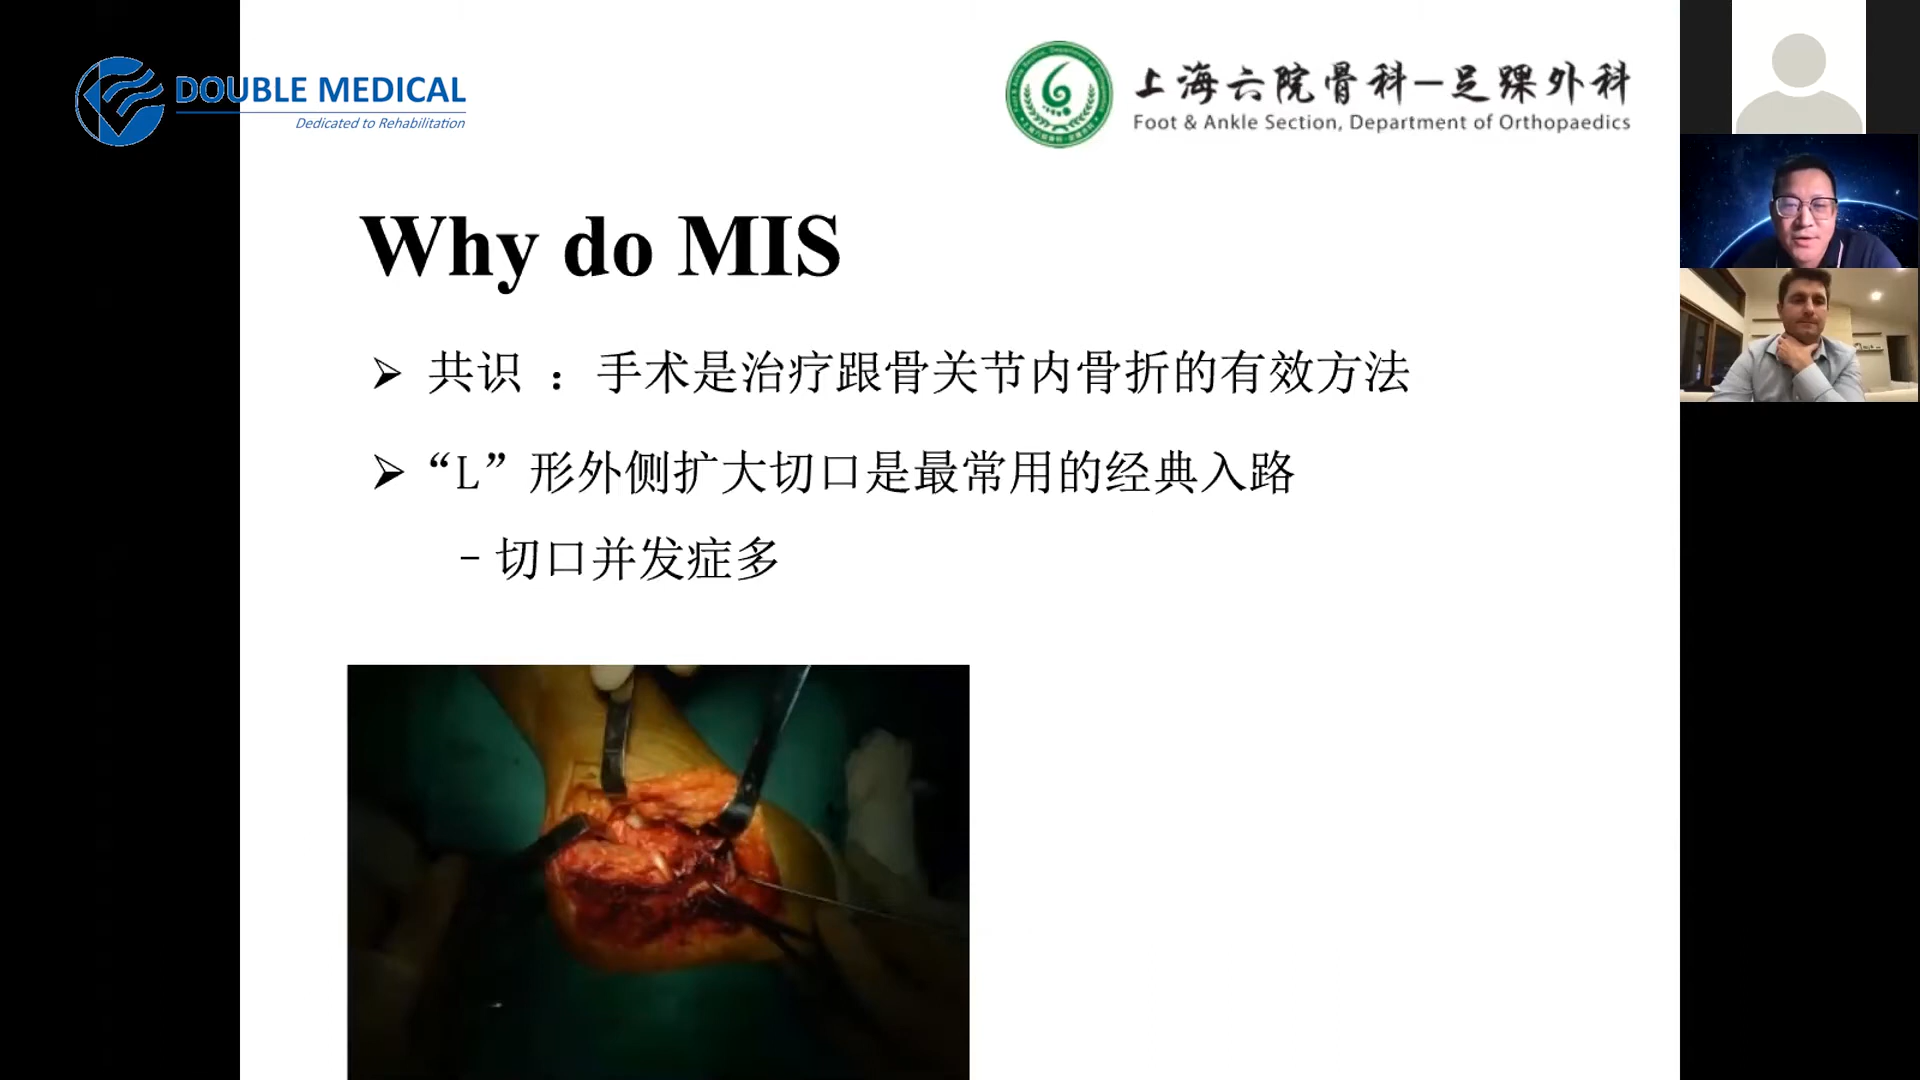 DOUBLE MEDICAL
Dedicated to Rehabilitation
上海六院骨科—足踝外科
Foot & Ankle Section, Department of Orthopaedics
Why do MIS
➢ 共识 ：手术是治疗跟骨关节内骨折的有效方法
➢ “L”形外侧扩大切口是最常用的经典入路
－切口并发症多